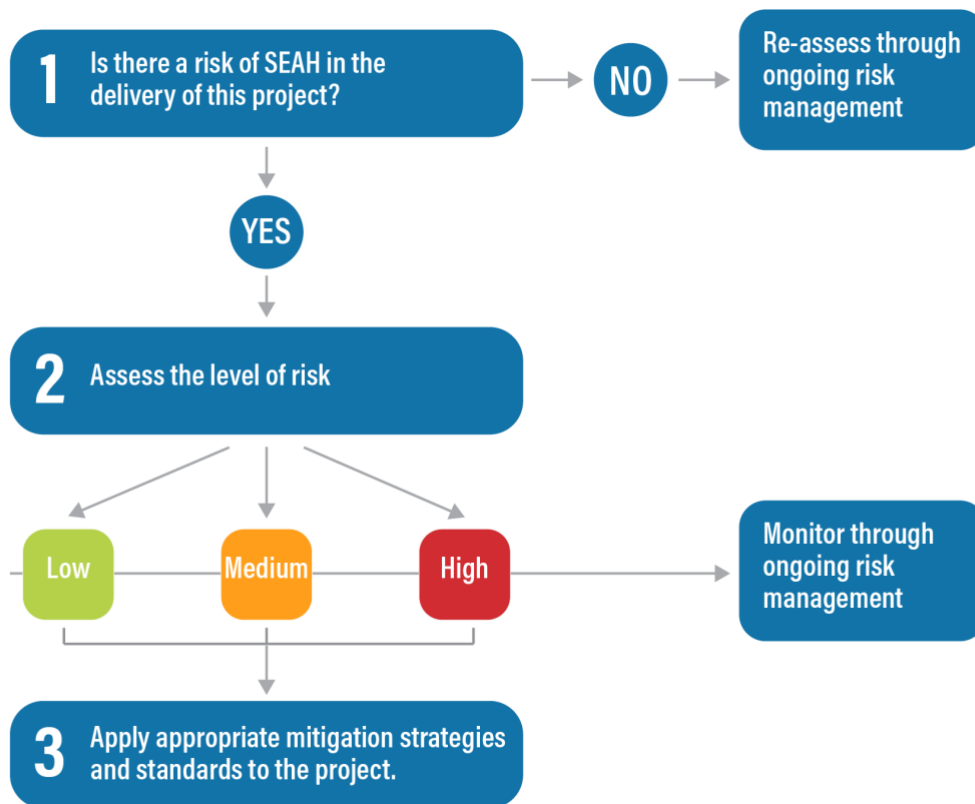 1
Is there a risk of SEAH in the
delivery of this project?
NO
Re-assess through
ongoing risk
management
YES
2
Assess the level of risk
Low
Medium
High
Monitor through
ongoing risk
management
3
Apply appropriate mitigation strategies
and standards to the project.